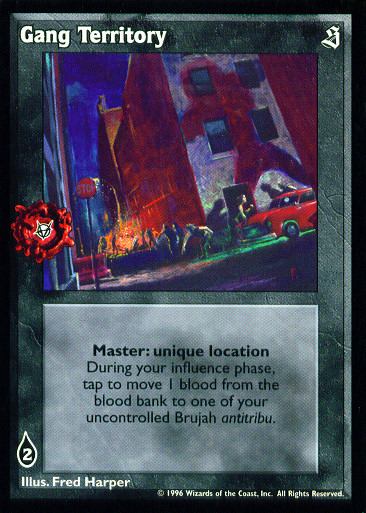 Gang Territory
STOP
Master: unique location
During your influence phase,
tap to move 1 blood from the
blood bank to one of your
uncontrolled Brujah antitribu.
2
Illus. Fred Harper
© 1996 Wizards of the Coast, Inc. All Rights Reserved.